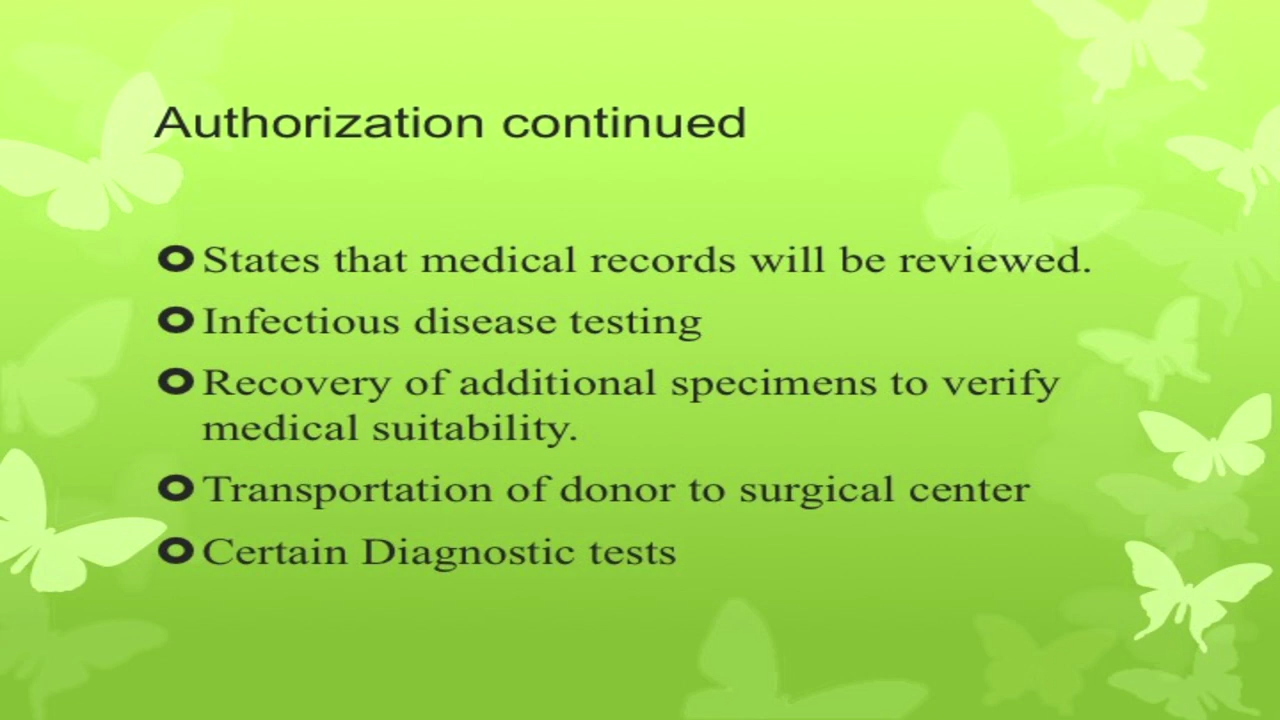 Authorization continued
States that medical records will be reviewed.
Infectious disease testing
Recovery of additional specimens to verify
medical suitability.
Transportation of donor to surgical center
Certain Diagnostic tests